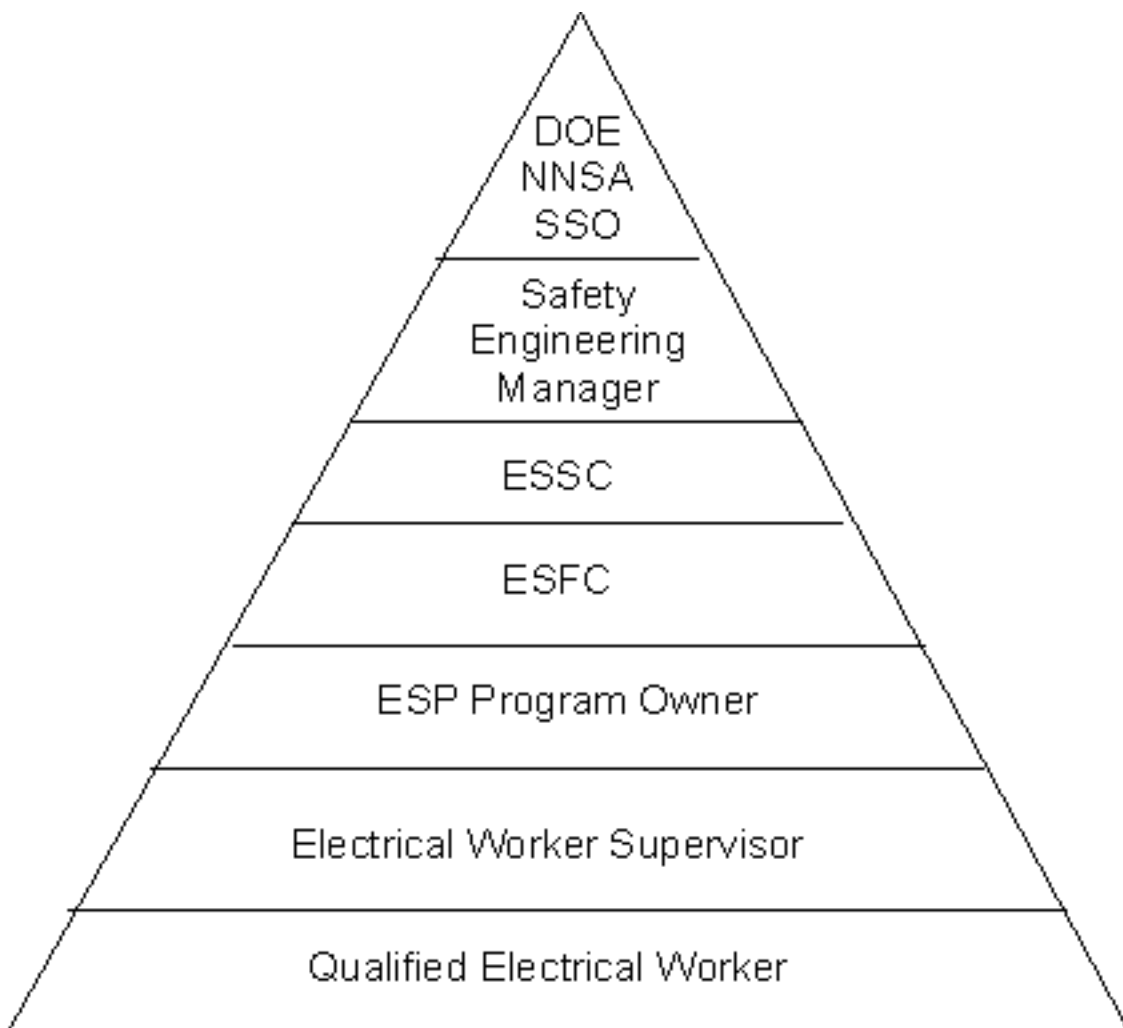 DOE
NNSA
SSO
Safety
Engineering
Manager
ESSC
ESFC
ESP Program Owner
Electrical Worker Supervisor
Qualified Electrical Worker